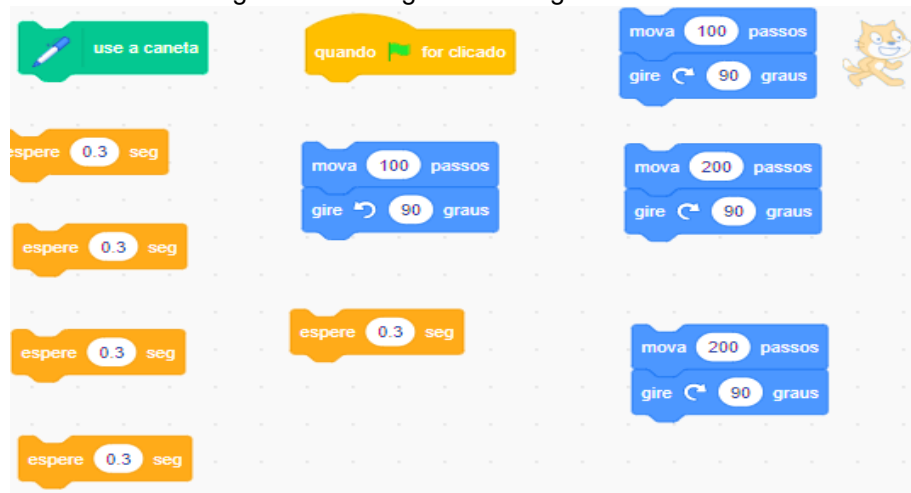 use a caneta
quando for clicado
mova 100 passos
gire 90 graus
espere 0.3 seg
mova 100 passos
gire 90 graus
mova 200 passos
gire 90 graus
espere 0.3 seg
espere 0.3 seg
espere 0.3 seg
mova 200 passos
gire 90 graus
espere 0.3 seg